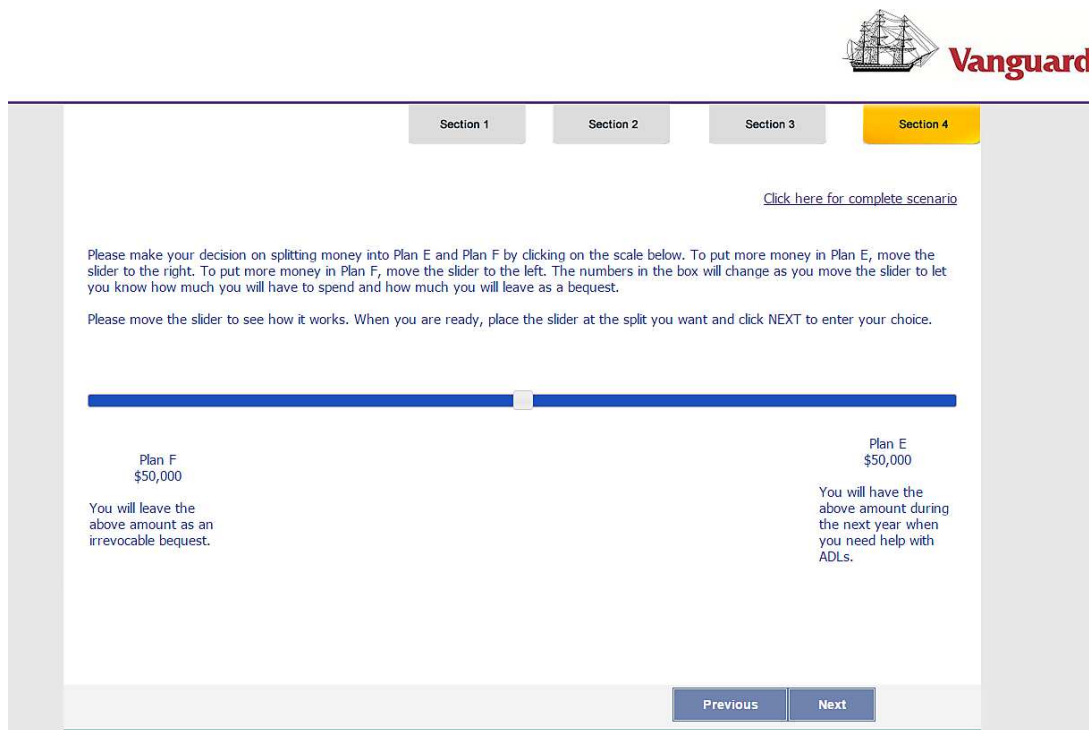 Vanguard
Section 1
Section 2
Section 3
Section 4
Click here for complete scenario
Please make your decision on splitting money into Plan E and Plan F by clicking on the scale below. To put more money in Plan E, move the
slider to the right. To put more money in Plan F, move the slider to the left. The numbers in the box will change as you move the slider to let
you know how much you will have to spend and how much you will leave as a bequest.
Please move the slider to see how it works. When you are ready, place the slider at the split you want and click NEXT to enter your choice.
Plan F
$50,000
You will leave the
above amount as an
irrevocable bequest.
Plan E
$50,000
You will have the
above amount during
the next year when
you need help with
ADLs.
Previous
Next